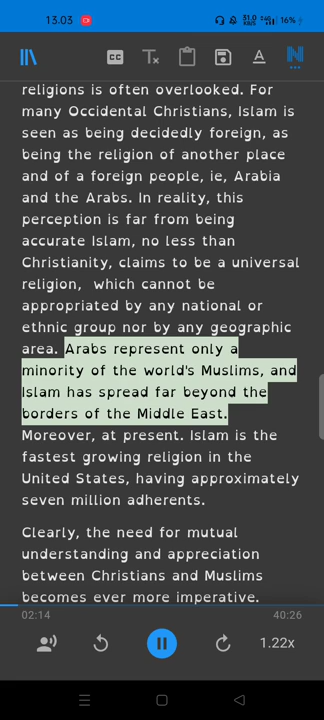 13.03
31.0
KB/S
16%
CC
A
N
religions is often overlooked. For
many Occidental Christians, Islam is
seen as being decidedly foreign, as
being the religion of another place
and of a foreign people, ie, Arabia
and the Arabs. In reality, this
perception is far from being
accurate Islam, no less than
Christianity, claims to be a universal
religion,  which cannot be
appropriated by any national or
ethnic group nor by any geographic
area. Arabs represent only a
minority of the world's Muslims, and
Islam has spread far beyond the
borders of the Middle East.
Moreover, at present. Islam is the
fastest growing religion in the
United States, having approximately
seven million adherents.
Clearly, the need for mutual
understanding and appreciation
between Christians and Muslims
becomes ever more imperative.
02:14
40:26
1.22x